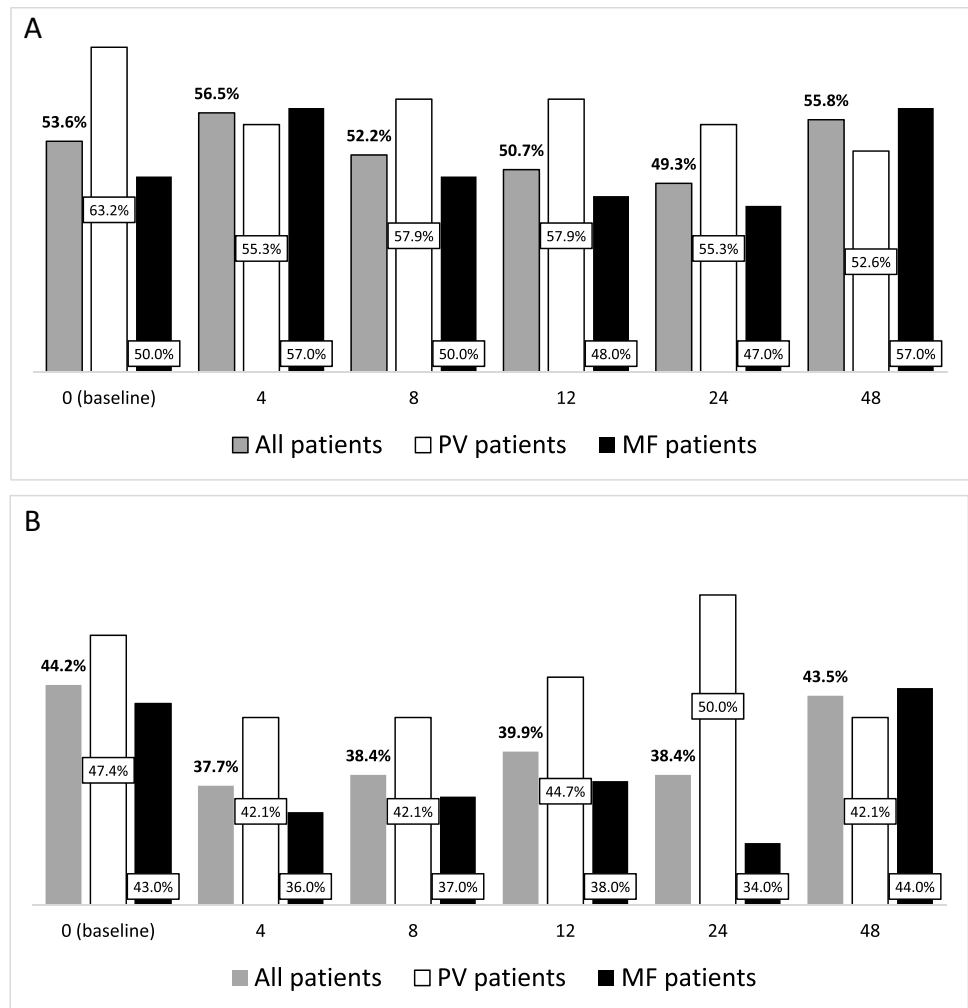 A
53.6% 56.5% 52.2% 50.7% 49.3% 55.8%
63.2% 55.3% 57.9% 57.9% 55.3% 52.6%
50.0% 57.0% 50.0% 48.0% 47.0% 57.0%
0 (baseline) 4 8 12 24 48
All patients PV patients MF patients
B
44.2% 37.7% 38.4% 39.9% 38.4% 43.5%
47.4% 42.1% 42.1% 44.7% 50.0% 42.1%
43.0% 36.0% 37.0% 38.0% 34.0% 44.0%
0 (baseline) 4 8 12 24 48
All patients PV patients MF patients